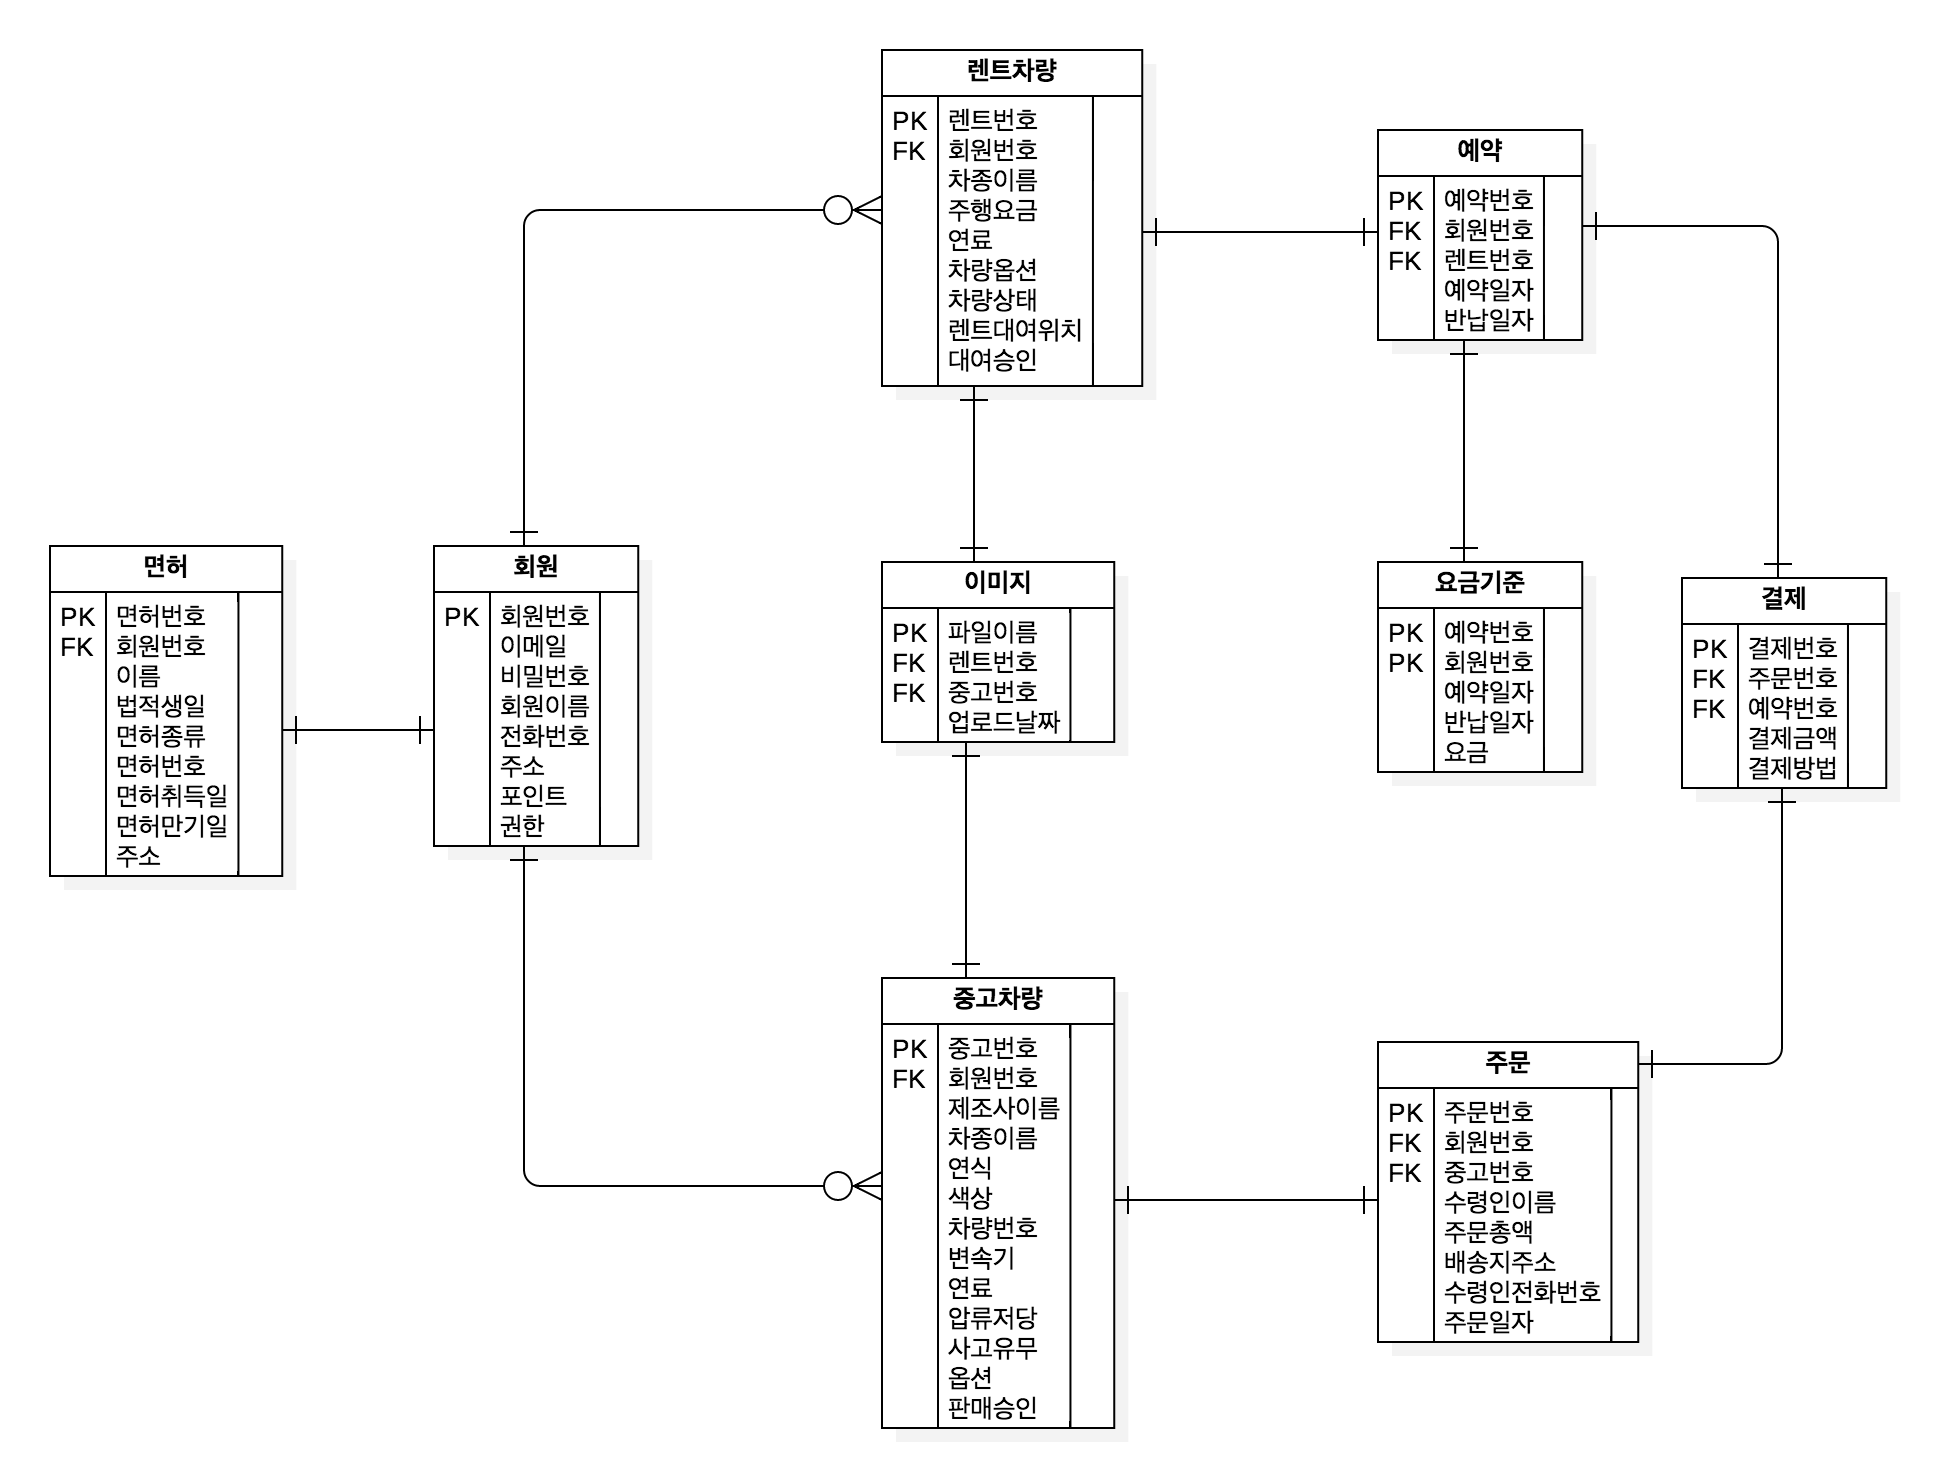 렌트차량
PK 렌트번호
FK 회원번호
차종이름
주행요금
연료
차량옵션
차량상태
렌트대여위치
대여승인
예약
PK 예약번호
FK 회원번호
FK 렌트번호
예약일자
반납일자
면허
PK 면허번호
FK 회원번호
이름
법적생일
면허종류
면허번호
면허취득일
면허만기일
주소
회원
PK 회원번호
이메일
비밀번호
회원이름
전화번호
주소
포인트
권한
이미지
PK 파일이름
FK 렌트번호
FK 중고번호
업로드날짜
요금기준
PK 예약번호
PK 회원번호
예약일자
반납일자
요금
결제
PK 결제번호
FK 주문번호
FK 예약번호
결제금액
결제방법
중고차량
PK 중고번호
FK 회원번호
제조사이름
차종이름
연식
색상
차량번호
변속기
연료
압류저당
사고유무
옵션
판매승인
주문
PK 주문번호
FK 회원번호
FK 중고번호
수령인이름
주문총액
배송지주소
수령인전화번호
주문일자